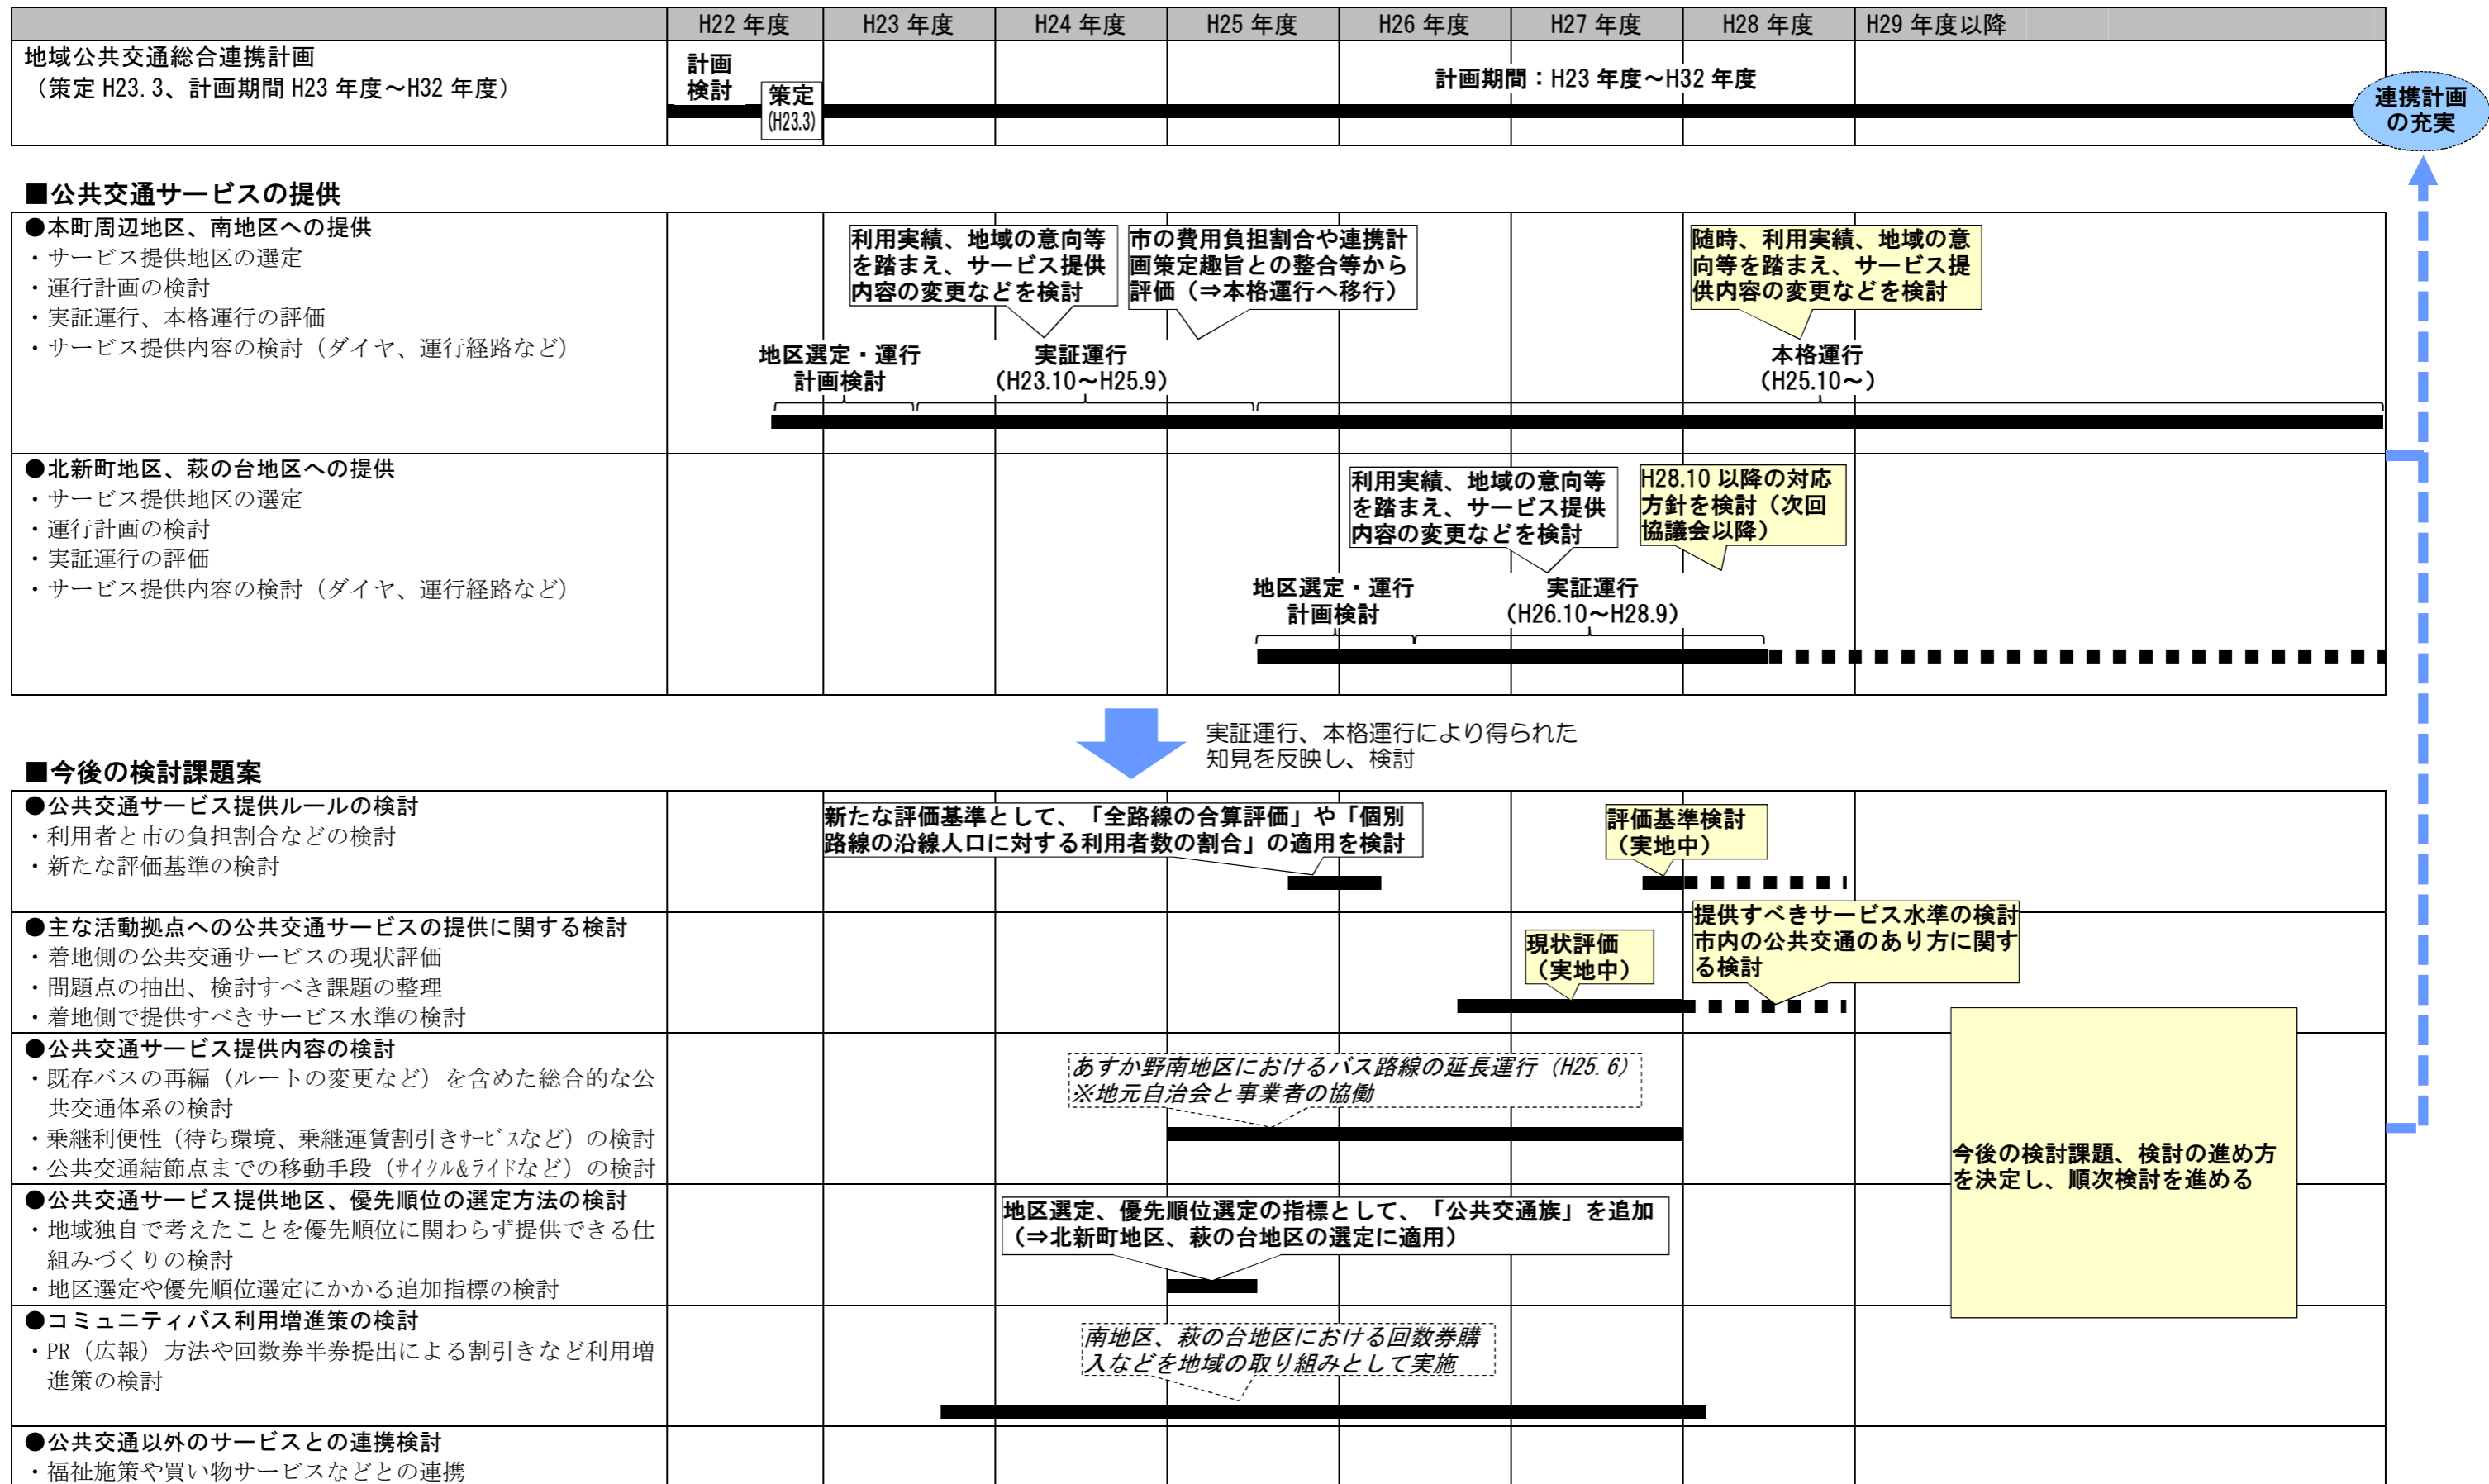 H22 年度
H23 年度
H24 年度
H25 年度
H26 年度
H27 年度
H28 年度
H29 年度以降
地域公共交通総合連携計画
（策定 H23.3、計画期間 H23 年度～H32 年度）
計画
検討
策定
(H23.3)
計画期間：H23 年度～H32 年度
連携計画
の充実
■公共交通サービスの提供
●本町周辺地区、南地区への提供
・サービス提供地区の選定
・運行計画の検討
・実証運行、本格運行の評価
・サービス提供内容の検討（ダイヤ、運行経路など）
利用実績、地域の意向等
を踏まえ、サービス提供
内容の変更などを検討
市の費用負担割合や連携計
画策定趣旨との整合等から
評価（⇒本格運行へ移行）
随時、利用実績、地域の意
向等を踏まえ、サービス提
供内容の変更などを検討
地区選定・運行
計画検討
実証運行
（H23.10～H25.9）
本格運行
（H25.10～）
●北新町地区、萩の台地区への提供
・サービス提供地区の選定
・運行計画の検討
・実証運行の評価
・サービス提供内容の検討（ダイヤ、運行経路など）
利用実績、地域の意向等
を踏まえ、サービス提供
内容の変更などを検討
H28.10 以降の対応
方針を検討（次回
協議会以降）
地区選定・運行
計画検討
実証運行
（H26.10～H28.9）
実証運行、本格運行により得られた
知見を反映し、検討
■今後の検討課題案
●公共交通サービス提供ルールの検討
・利用者と市の負担割合などの検討
・新たな評価基準の検討
新たな評価基準として、「全路線の合算評価」や「個別
路線の沿線人口に対する利用者数の割合」の適用を検討
評価基準検討
（実地中）
●主な活動拠点への公共交通サービスの提供に関する検討
・着地側の公共交通サービスの現状評価
・問題点の抽出、検討すべき課題の整理
・着地側で提供すべきサービス水準の検討
現状評価
（実地中）
提供すべきサービス水準の検討
市内の公共交通のあり方に関す
る検討
●公共交通サービス提供内容の検討
・既存バスの再編（ルートの変更など）を含めた総合的な公
共交通体系の検討
・乗継利便性（待ち環境、乗継運賃割引きｻｰﾋﾞｽなど）の検討
・公共交通結節点までの移動手段（ｻｲｸﾙ&ﾗｲﾄﾞなど）の検討
あすか野南地区におけるバス路線の延長運行（H25.6）
※地元自治会と事業者の協働
今後の検討課題、検討の進め方
を決定し、順次検討を進める
●公共交通サービス提供地区、優先順位の選定方法の検討
・地域独自で考えたことを優先順位に関わらず提供できる仕
組みづくりの検討
・地区選定や優先順位選定にかかる追加指標の検討
地区選定、優先順位選定の指標として、「公共交通族」を追加
（⇒北新町地区、萩の台地区の選定に適用）
●コミュニティバス利用増進策の検討
・PR（広報）方法や回数券半券提出による割引きなど利用増
進策の検討
南地区、萩の台地区における回数券購
入などを地域の取り組みとして実施
●公共交通以外のサービスとの連携検討
・福祉施策や買い物サービスなどとの連携